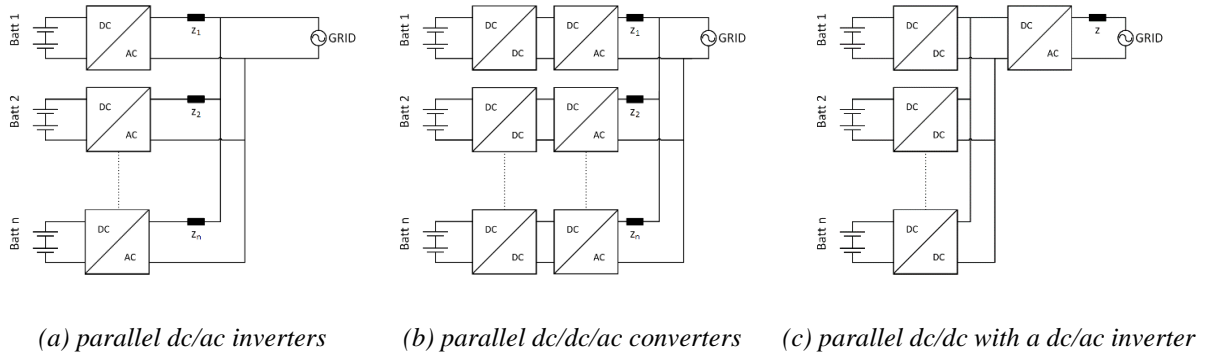 Batt 1
DC
AC
z1
GRID
Batt 2
DC
AC
z2
Batt n
DC
AC
zn
(a) parallel dc/ac inverters
Batt 1
DC
DC
DC
AC
z1
GRID
Batt 2
DC
DC
DC
AC
z2
Batt n
DC
DC
DC
AC
zn
(b) parallel dc/dc/ac converters
Batt 1
DC
DC
DC
AC
z
GRID
Batt 2
DC
DC
Batt n
DC
DC
(c) parallel dc/dc with a dc/ac inverter